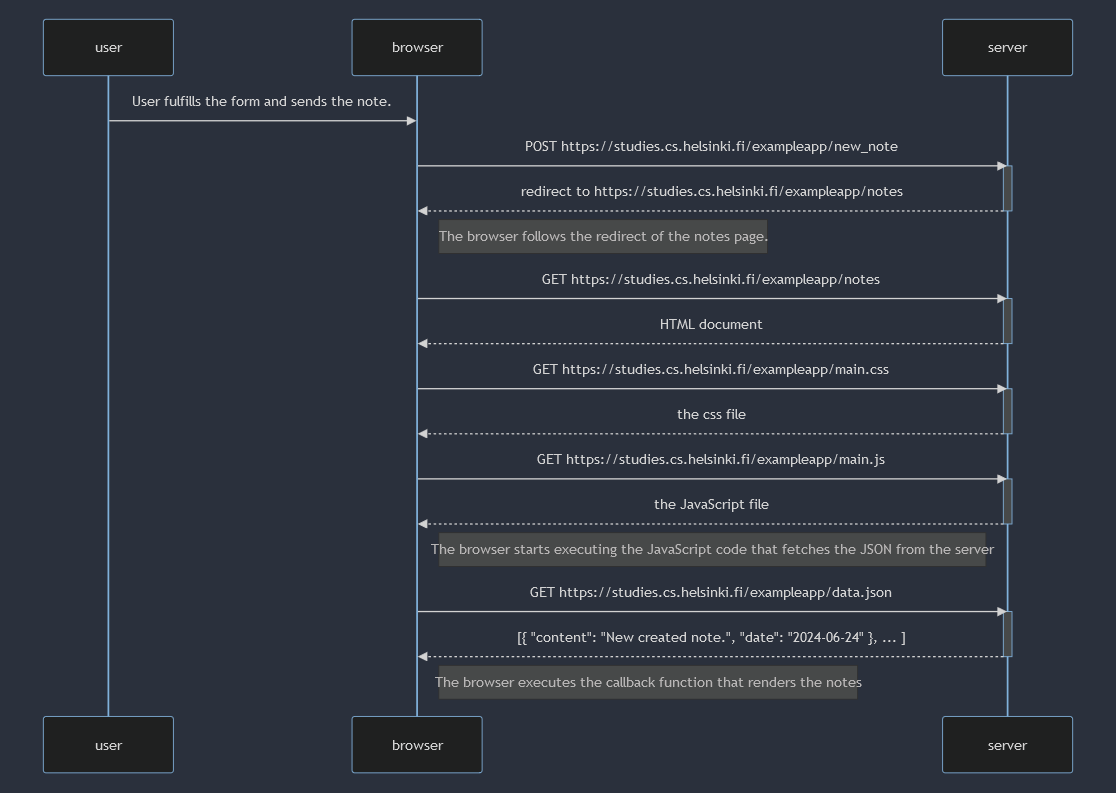 user
browser
server
User fulfills the form and sends the note.
POST https://studies.cs.helsinki.fi/exampleapp/new_note
redirect to https://studies.cs.helsinki.fi/exampleapp/notes
The browser follows the redirect of the notes page.
GET https://studies.cs.helsinki.fi/exampleapp/notes
HTML document
GET https://studies.cs.helsinki.fi/exampleapp/main.css
the css file
GET https://studies.cs.helsinki.fi/exampleapp/main.js
the JavaScript file
The browser starts executing the JavaScript code that fetches the JSON from the server
GET https://studies.cs.helsinki.fi/exampleapp/data.json
[{ "content": "New created note.", "date": "2024-06-24" }, ... ]
The browser executes the callback function that renders the notes
user
browser
server